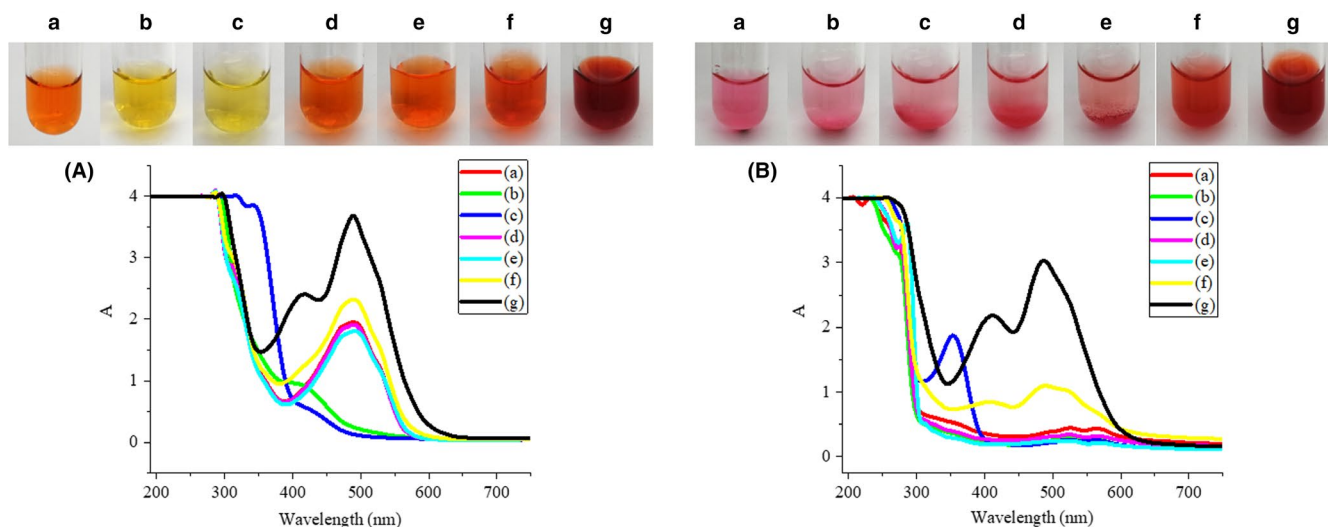 a b c d e f g
a b c d e f g
(A)
(a)
(b)
(c)
(d)
(e)
(f)
(g)
4
3
2
1
0
A
200 300 400 500 600 700
Wavelength (nm)
(B)
(a)
(b)
(c)
(d)
(e)
(f)
(g)
4
3
2
1
0
A
200 300 400 500 600 700
Wavelength (nm)